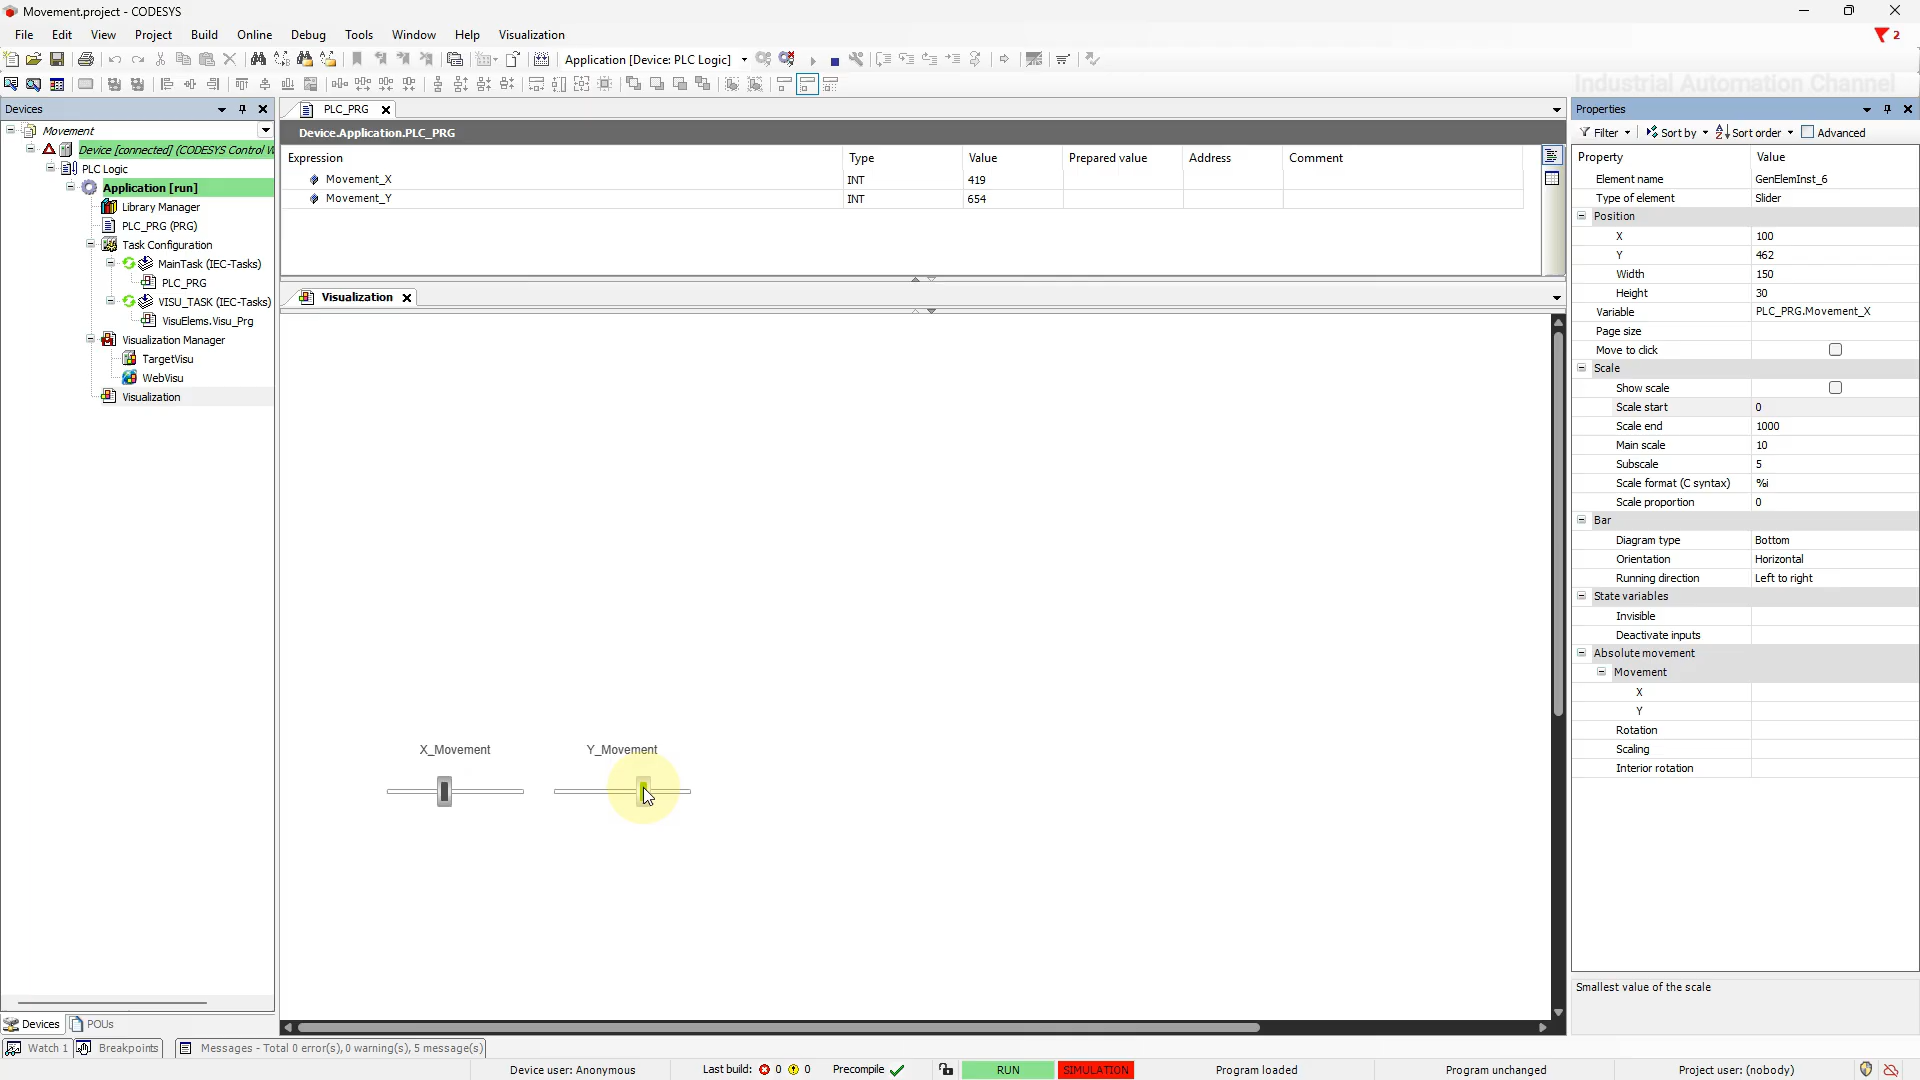 Movement.project - CODESYS
File Edit View Project Build Online Debug Tools Window Help Visualization
2
Application [Device: PLC Logic]
Industrial Automation Channel
Devices
Movement
Device [connected] (CODESYS Control W
PLC Logic
Application [run]
Library Manager
PLC_PRG (PRG)
Task Configuration
MainTask (IEC-Tasks)
PLC_PRG
VISU_TASK (IEC-Tasks)
VisuElems.Visu_Prg
Visualization Manager
TargetVisu
WebVisu
Visualization
Devices POUs
PLC_PRG
Device.Application.PLC_PRG
Expression Type Value Prepared value Address Comment
Movement_X INT 419
Movement_Y INT 654
Visualization
X_Movement Y_Movement
Properties
Filter Sort by Sort order Advanced
Property Value
Element name GenElemInst_6
Type of element Slider
Position
X 100
Y 462
Width 150
Height 30
Variable PLC_PRG.Movement_X
Page size
Move to click
Scale
Show scale
Scale start 0
Scale end 1000
Main scale 10
Subscale 5
Scale format (C syntax) %i
Scale proportion 0
Bar
Diagram type Bottom
Orientation Horizontal
Running direction Left to right
State variables
Invisible
Deactivate inputs
Absolute movement
Movement
X
Y
Rotation
Scaling
Interior rotation
Smallest value of the scale
Watch 1 Breakpoints Messages - Total 0 error(s), 0 warning(s), 5 message(s)
Device user: Anonymous Last build: 0 0 Precompile RUN SIMULATION Program loaded Program unchanged Project user: (nobody)